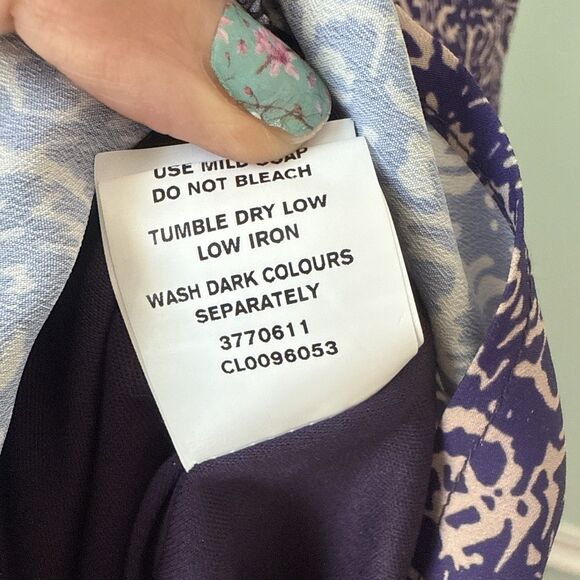 USE MILD SOAP
DO NOT BLEACH
TUMBLE DRY LOW
LOW IRON
WASH DARK COLOURS
SEPARATELY
3770611
CL0096053